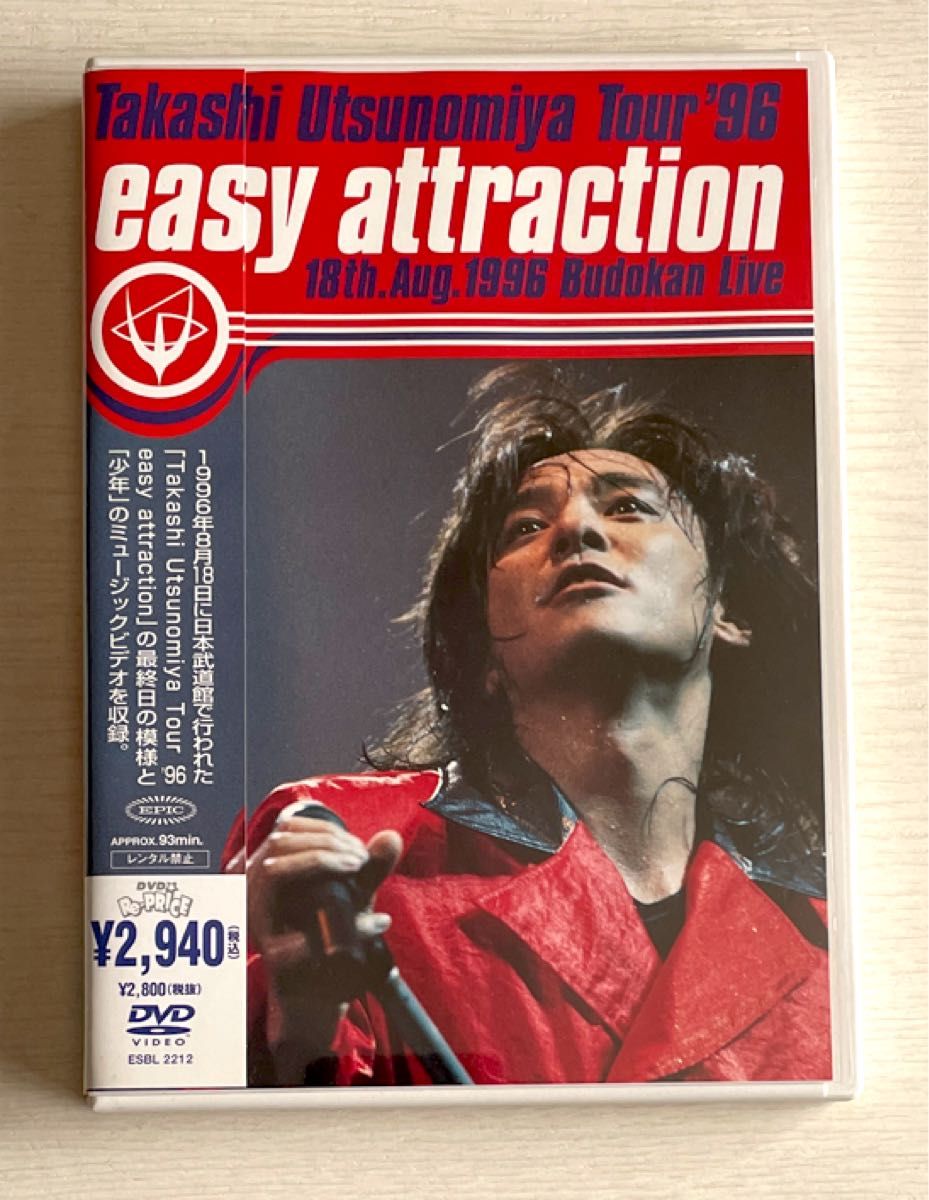 Takashi Utsunomiya Tour '96
easy attraction
18th.Aug.1996 Budokan Live
1996年8月18日に日本武道館で行われた
「Takashi Utsunomiya Tour '96
easy attraction」の最終日の模様と
「少年」のミュージックビデオを収録。
EPIC
APPROX.93min.
レンタル禁止
DVD Re-PRICE
¥2,940(税込)
¥2,800(税抜)
DVD
VIDEO
ESBL 2212